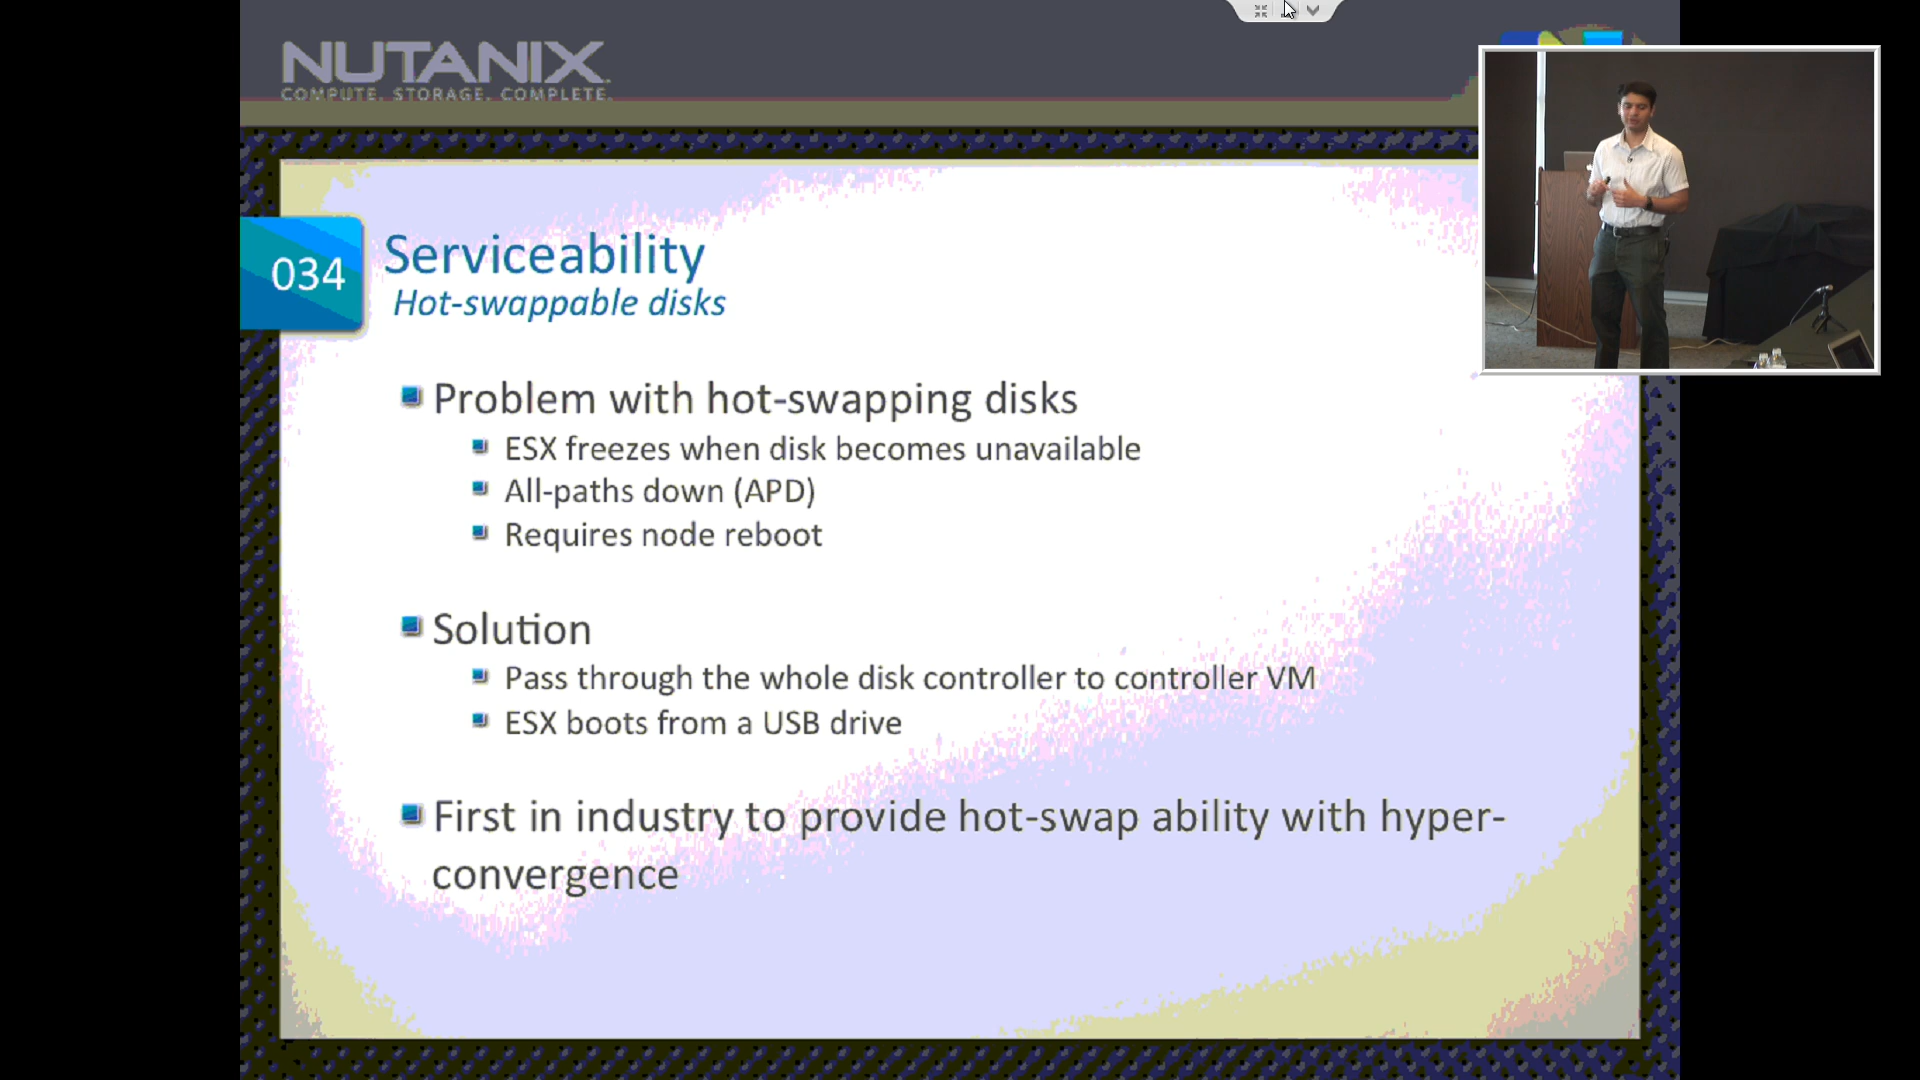 NUTANIX
COMPUTE. STORAGE. COMPLETE.
034
Serviceability
Hot-swappable disks
Problem with hot-swapping disks
ESX freezes when disk becomes unavailable
All-paths down (APD)
Requires node reboot
Solution
Pass through the whole disk controller to controller VM
ESX boots from a USB drive
First in industry to provide hot-swap ability with hyper-
convergence